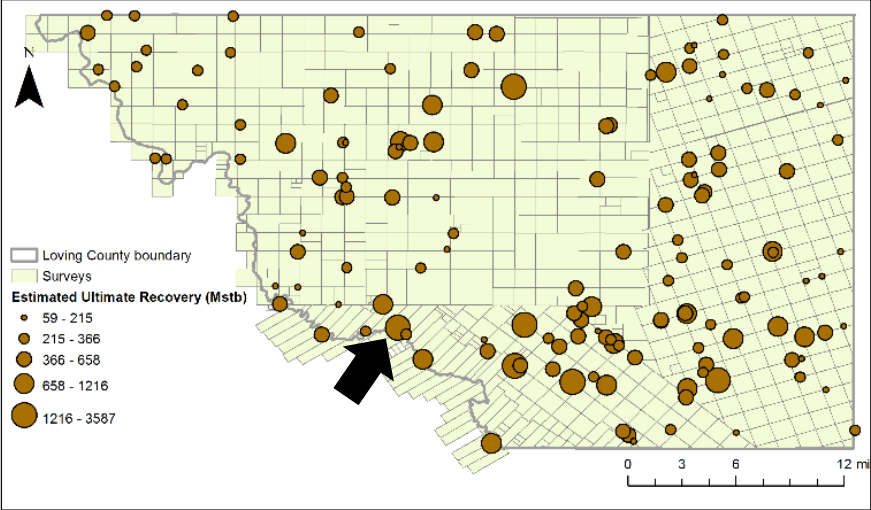 N
Loving County boundary
Surveys
Estimated Ultimate Recovery (Mstb)
59 - 215
215 - 366
366 - 658
658 - 1216
1216 - 3587
0 3 6 12 mi